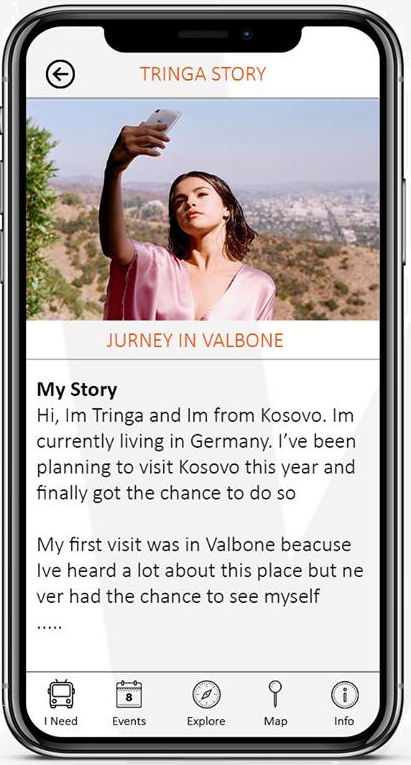 TRINGA STORY
JURNEY IN VALBONE
My Story
Hi, Im Tringa and Im from Kosovo. Im
currently living in Germany. I've been
planning to visit Kosovo this year and
finally got the chance to do so
My first visit was in Valbone beacuse
Ive heard a lot about this place but ne
ver had the chance to see myself
.....
8
I Need Events Explore Map Info